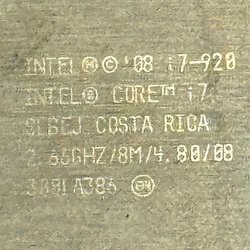 INTEL Ⓜ © '08 i7-920
INTEL® CORE™ i7
SLBEJ COSTA RICA
2.66GHZ/8M/4.80/08